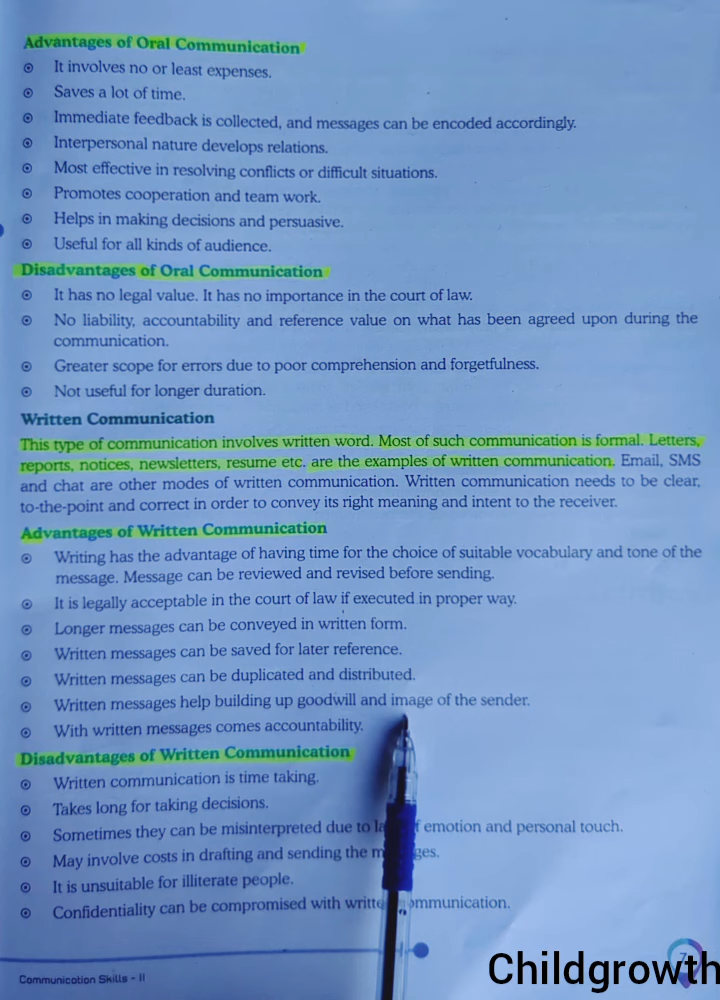 Advantages of Oral Communication
It involves no or least expenses.
Saves a lot of time.
Immediate feedback is collected, and messages can be encoded accordingly.
Interpersonal nature develops relations.
Most effective in resolving conflicts or difficult situations.
Promotes cooperation and team work.
Helps in making decisions and persuasive.
Useful for all kinds of audience.
Disadvantages of Oral Communication
It has no legal value. It has no importance in the court of law.
No liability, accountability and reference value on what has been agreed upon during the
communication.
Greater scope for errors due to poor comprehension and forgetfulness.
Not useful for longer duration.
Written Communication
This type of communication involves written word. Most of such communication is formal. Letters,
reports, notices, newsletters, resume etc. are the examples of written communication. Email, SMS
and chat are other modes of written communication. Written communication needs to be clear,
to-the-point and correct in order to convey its right meaning and intent to the receiver.
Advantages of Written Communication
Writing has the advantage of having time for the choice of suitable vocabulary and tone of the
message. Message can be reviewed and revised before sending.
It is legally acceptable in the court of law if executed in proper way.
Longer messages can be conveyed in written form.
Written messages can be saved for later reference.
Written messages can be duplicated and distributed.
Written messages help building up goodwill and image of the sender.
With written messages comes accountability.
Disadvantages of Written Communication
Written communication is time taking.
Takes long for taking decisions.
Sometimes they can be misinterpreted due to emotion and personal touch.
May involve costs in drafting and sending the
It is unsuitable for illiterate people.
Confidentiality can be compromised with
Communication Skills - II
Childgrowth